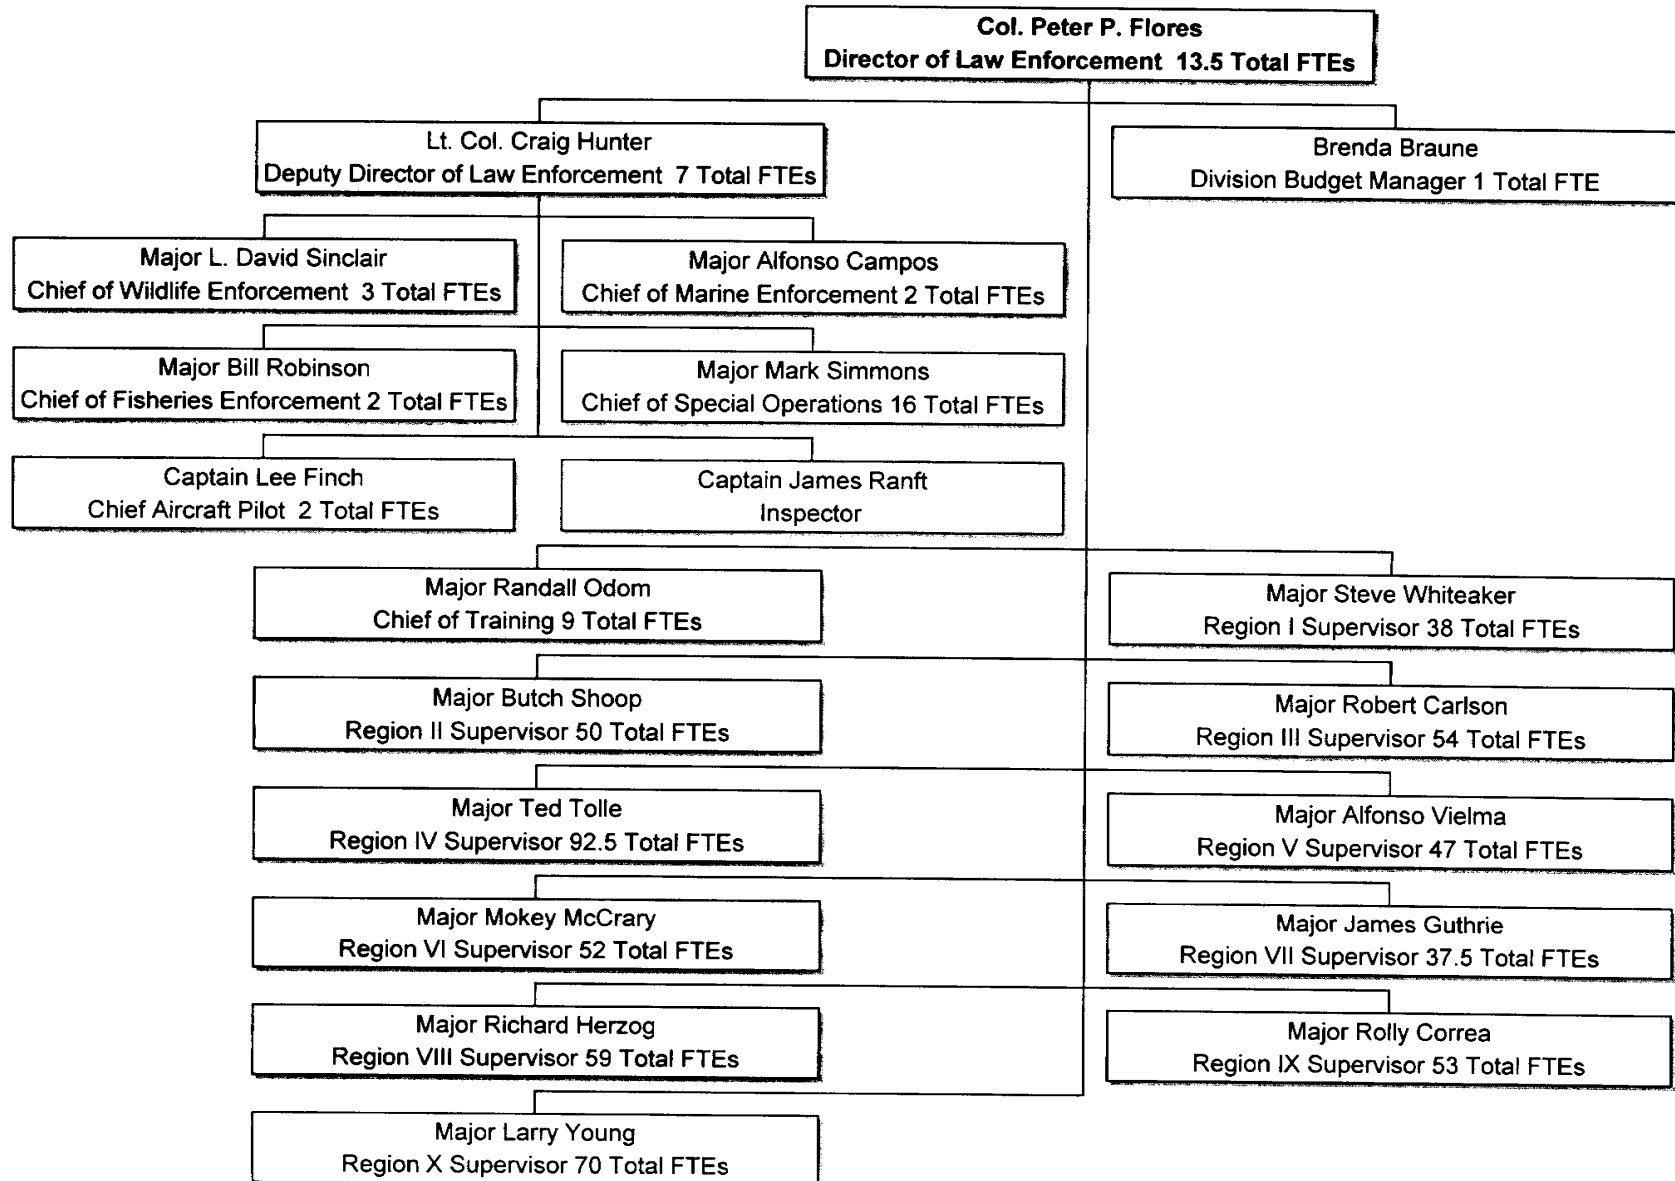 Col. Peter P. Flores
Director of Law Enforcement 13.5 Total FTEs
Lt. Col. Craig Hunter
Deputy Director of Law Enforcement 7 Total FTEs
Brenda Braune
Division Budget Manager 1 Total FTE
Major L. David Sinclair
Chief of Wildlife Enforcement 3 Total FTEs
Major Alfonso Campos
Chief of Marine Enforcement 2 Total FTEs
Major Bill Robinson
Chief of Fisheries Enforcement 2 Total FTEs
Major Mark Simmons
Chief of Special Operations 16 Total FTEs
Captain Lee Finch
Chief Aircraft Pilot 2 Total FTEs
Captain James Ranft
Inspector
Major Randall Odom
Chief of Training 9 Total FTEs
Major Steve Whiteaker
Region I Supervisor 38 Total FTEs
Major Butch Shoop
Region II Supervisor 50 Total FTEs
Major Robert Carlson
Region III Supervisor 54 Total FTEs
Major Ted Tolle
Region IV Supervisor 92.5 Total FTEs
Major Alfonso Vielma
Region V Supervisor 47 Total FTEs
Major Mokey McCrary
Region VI Supervisor 52 Total FTEs
Major James Guthrie
Region VII Supervisor 37.5 Total FTEs
Major Richard Herzog
Region VIII Supervisor 59 Total FTEs
Major Rolly Correa
Region IX Supervisor 53 Total FTEs
Major Larry Young
Region X Supervisor 70 Total FTEs